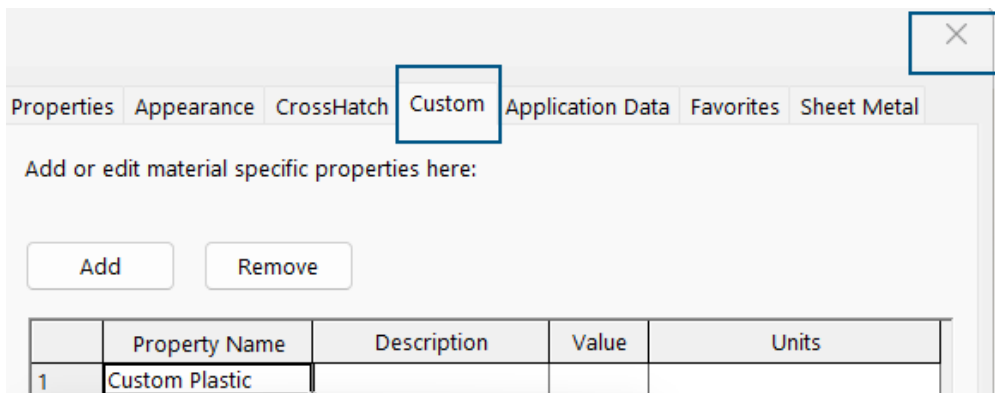 Properties Appearance CrossHatch Custom Application Data Favorites Sheet Metal
Add or edit material specific properties here:
Add Remove
Property Name Description Value Units
1 Custom Plastic